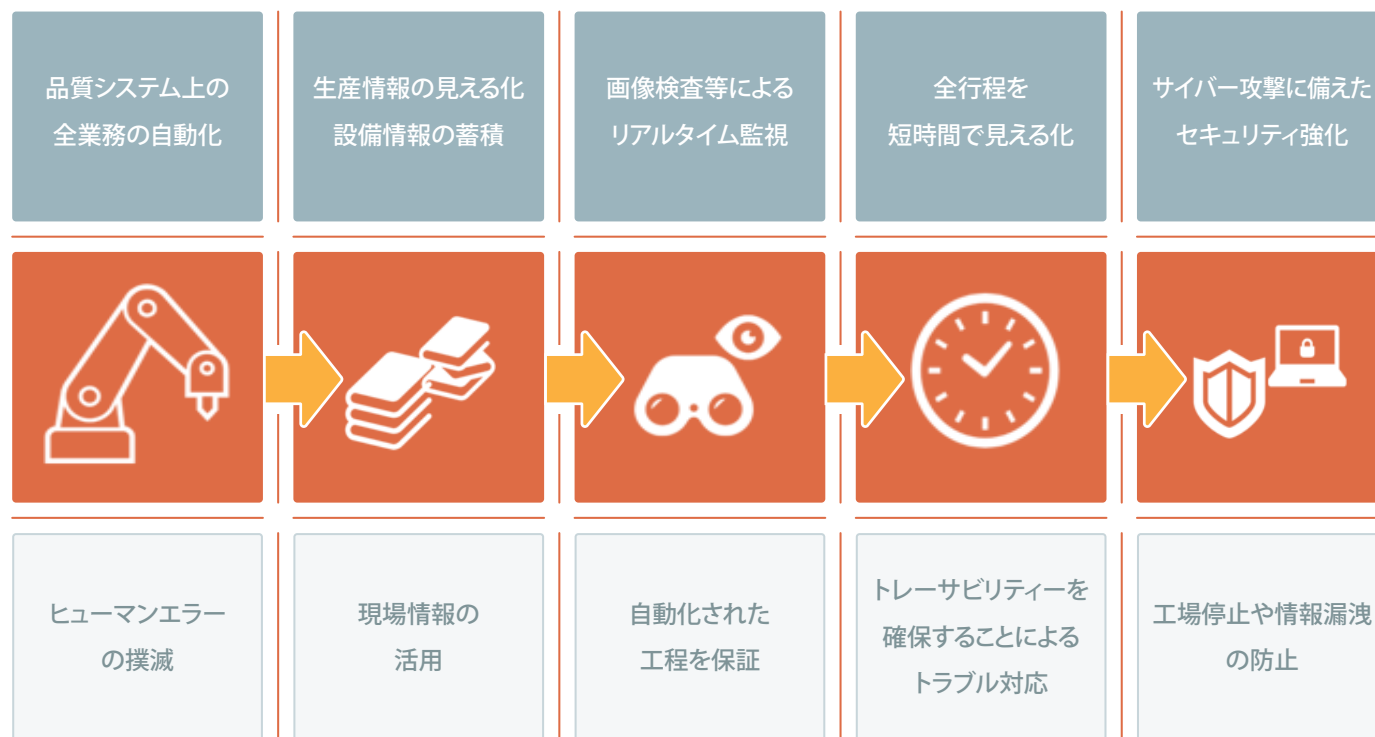 品質システム上の
全業務の自動化
生産情報の見える化
設備情報の蓄積
画像検査等による
リアルタイム監視
全行程を
短時間で見える化
サイバー攻撃に備えた
セキュリティ強化
ヒューマンエラー
の撲滅
現場情報の
活用
自動化された
工程を保証
トレーサビリティーを
確保することによる
トラブル対応
工場停止や情報漏洩
の防止